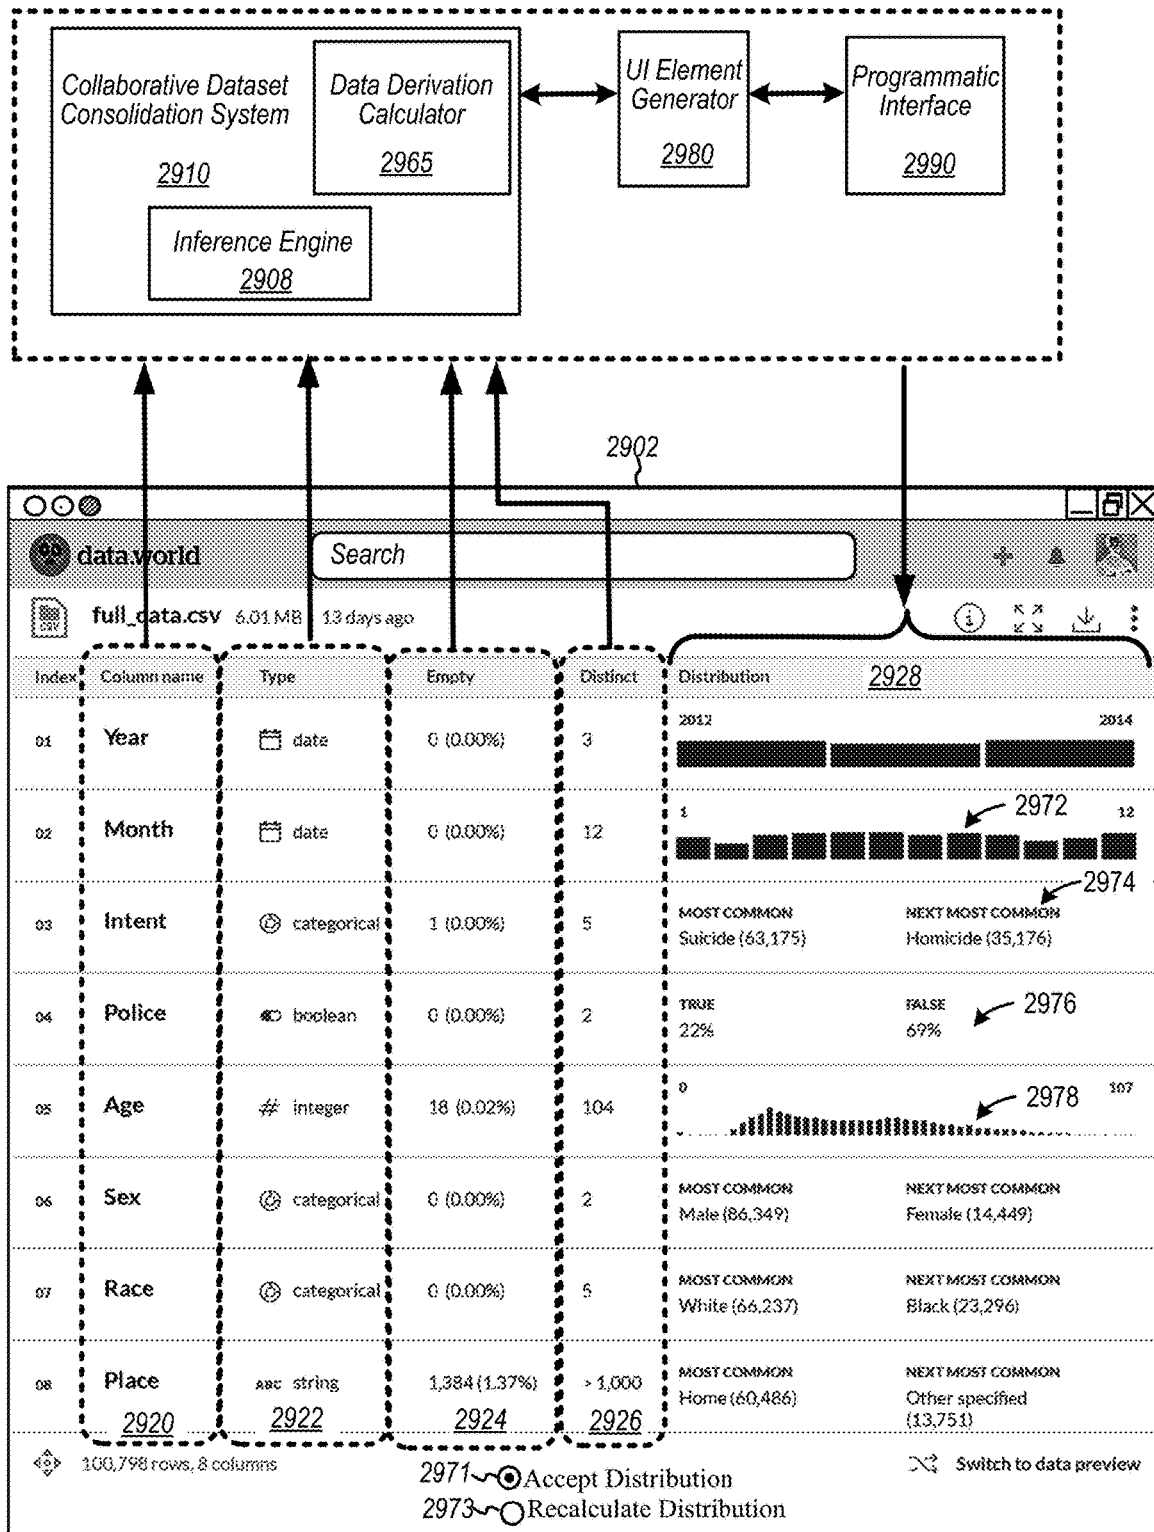 Collaborative Dataset
Consolidation System
2910
Data Derivation
Calculator
2965
Inference Engine
2908
UI Element
Generator
2980
Programmatic
Interface
2990
2902
data.world
Search
CSV
full_data.csv 6.01 MB 13 days ago
Index Column name Type Empty Distinct Distribution 2928
2012 2014
01 Year date 0 (0.00%) 3
1 2972 12
02 Month date 0 (0.00%) 12
2974
MOST COMMON NEXT MOST COMMON
03 Intent categorical 1 (0.00%) 5
Suicide (63,175) Homicide (35,176)
TRUE FALSE 2976
04 Police boolean 0 (0.00%) 2
22% 69%
0 2978 107
05 Age # integer 18 (0.02%) 104
MOST COMMON NEXT MOST COMMON
06 Sex categorical 0 (0.00%) 2
Male (86,349) Female (14,449)
MOST COMMON NEXT MOST COMMON
07 Race categorical 0 (0.00%) 5
White (66,237) Black (23,296)
MOST COMMON NEXT MOST COMMON
08 Place ABC string 1,384 (1.37%) > 1,000
Home (60,486) Other specified
(13,751)
2920 2922 2924 2926
100,798 rows, 8 columns
Switch to data preview
2971 Accept Distribution
2973 Recalculate Distribution